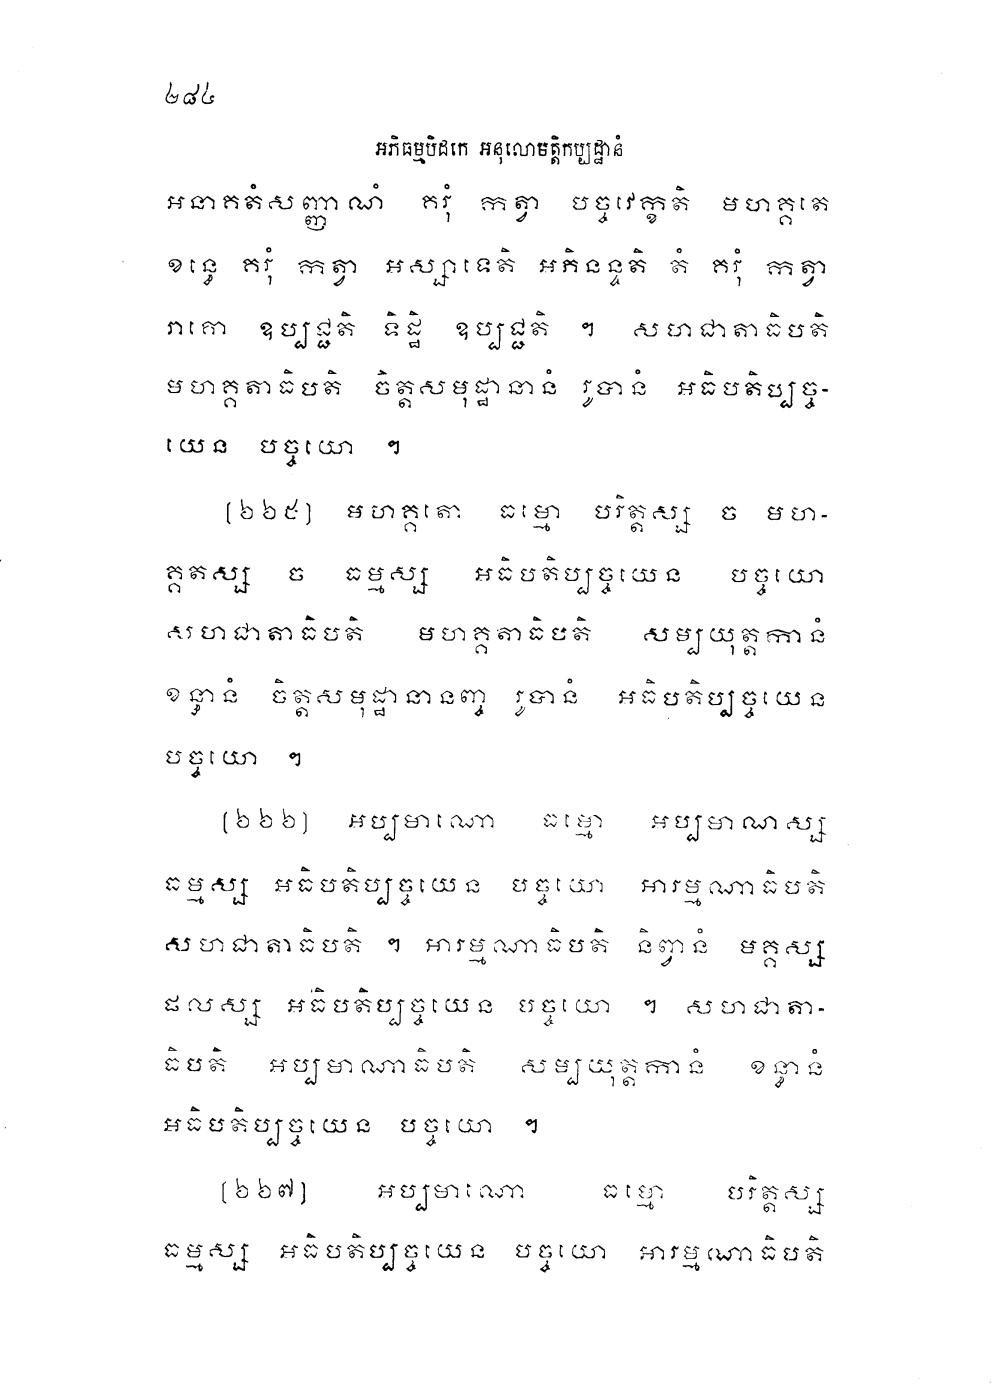 ២៨៤
អភិធម្មបិដកេ អនុលោមត្តិកប្បដ្ឋានំ
អនាគតំសញ្ញាណំ គរុំ កត្វា បច្ចវេក្ខតិ មហគ្គតេ
ខន្ធេ គរុំ កត្វា អស្សាទេតិ អភិនន្ទតិ តំ គរុំ កត្វា
រាគោ ឧប្បជ្ជតិ ទិដ្ឋិ ឧប្បជ្ជតិ ។ សហជាតាធិបតិ
មហគ្គតាធិបតិ ចិត្តសមុដ្ឋានានំ រូបានំ អធិបតិប្បច្ច-
យេន បច្ចយោ ។
[៦៦៥] មហគ្គតោ ធម្មោ បរិត្តស្ស ច មហ-
គ្គតស្ស ច ធម្មស្ស អធិបតិប្បច្ចយេន បច្ចយោ
សហជាតាធិបតិ មហគ្គតាធិបតិ សម្បយុត្តកានំ
ខន្ធានំ ចិត្តសមុដ្ឋានានញ្ច រូបានំ អធិបតិប្បច្ចយេន
បច្ចយោ ។
[៦៦៦] អប្បមាណោ ធម្មោ អប្បមាណស្ស
ធម្មស្ស អធិបតិប្បច្ចយេន បច្ចយោ អារម្មណាធិបតិ
សហជាតាធិបតិ ។ អារម្មណាធិបតិ និព្វានំ មគ្គស្ស
ផលស្ស អធិបតិប្បច្ចយេន បច្ចយោ ។ សហជាតា-
ធិបតិ អប្បមាណាធិបតិ សម្បយុត្តកានំ ខន្ធានំ
អធិបតិប្បច្ចយេន បច្ចយោ ។
[៦៦៧] អប្បមាណោ ធម្មោ បរិត្តស្ស
ធម្មស្ស អធិបតិប្បច្ចយេន បច្ចយោ អារម្មណាធិបតិ